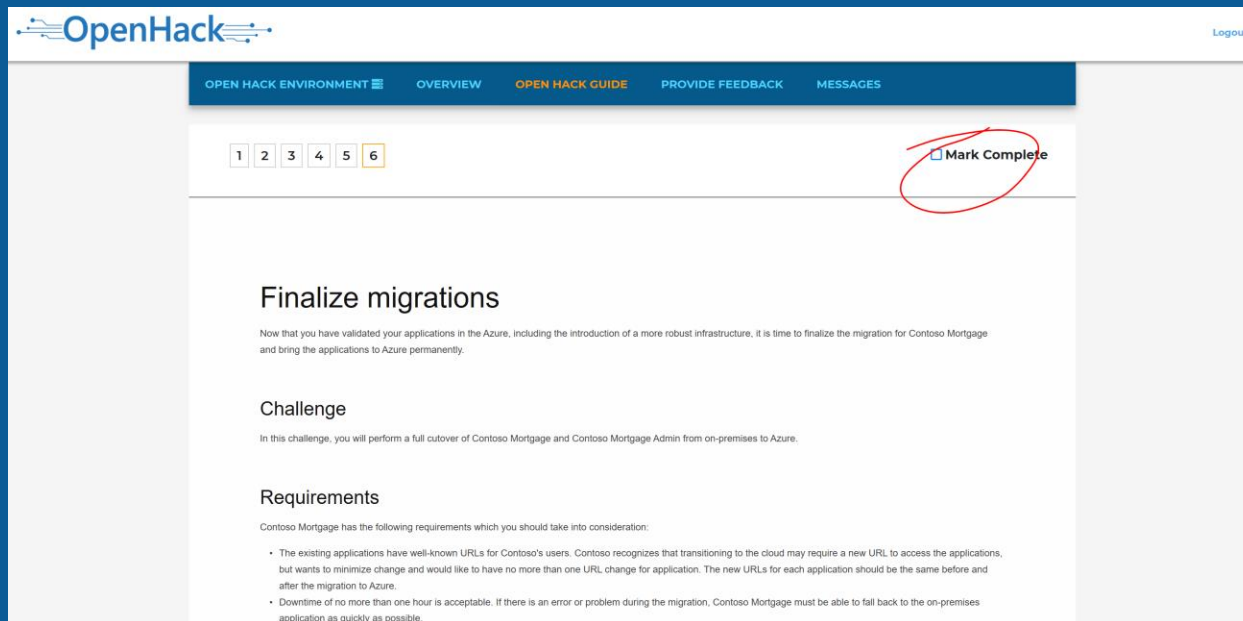 OpenHack
Logou
OPEN HACK ENVIRONMENT
OVERVIEW
OPEN HACK GUIDE
PROVIDE FEEDBACK
MESSAGES
1 2 3 4 5 6
Mark Complete
Finalize migrations
Now that you have validated your applications in the Azure, including the introduction of a more robust infrastructure, it is time to finalize the migration for Contoso Mortgage
and bring the applications to Azure permanently.
Challenge
In this challenge, you will perform a full cutover of Contoso Mortgage and Contoso Mortgage Admin from on-premises to Azure.
Requirements
Contoso Mortgage has the following requirements which you should take into consideration:
• The existing applications have well-known URLs for Contoso's users. Contoso recognizes that transitioning to the cloud may require a new URL to access the applications,
but wants to minimize change and would like to have no more than one URL change for application. The new URLs for each application should be the same before and
after the migration to Azure.
• Downtime of no more than one hour is acceptable. If there is an error or problem during the migration, Contoso Mortgage must be able to fall back to the on-premises
application as quickly as possible.